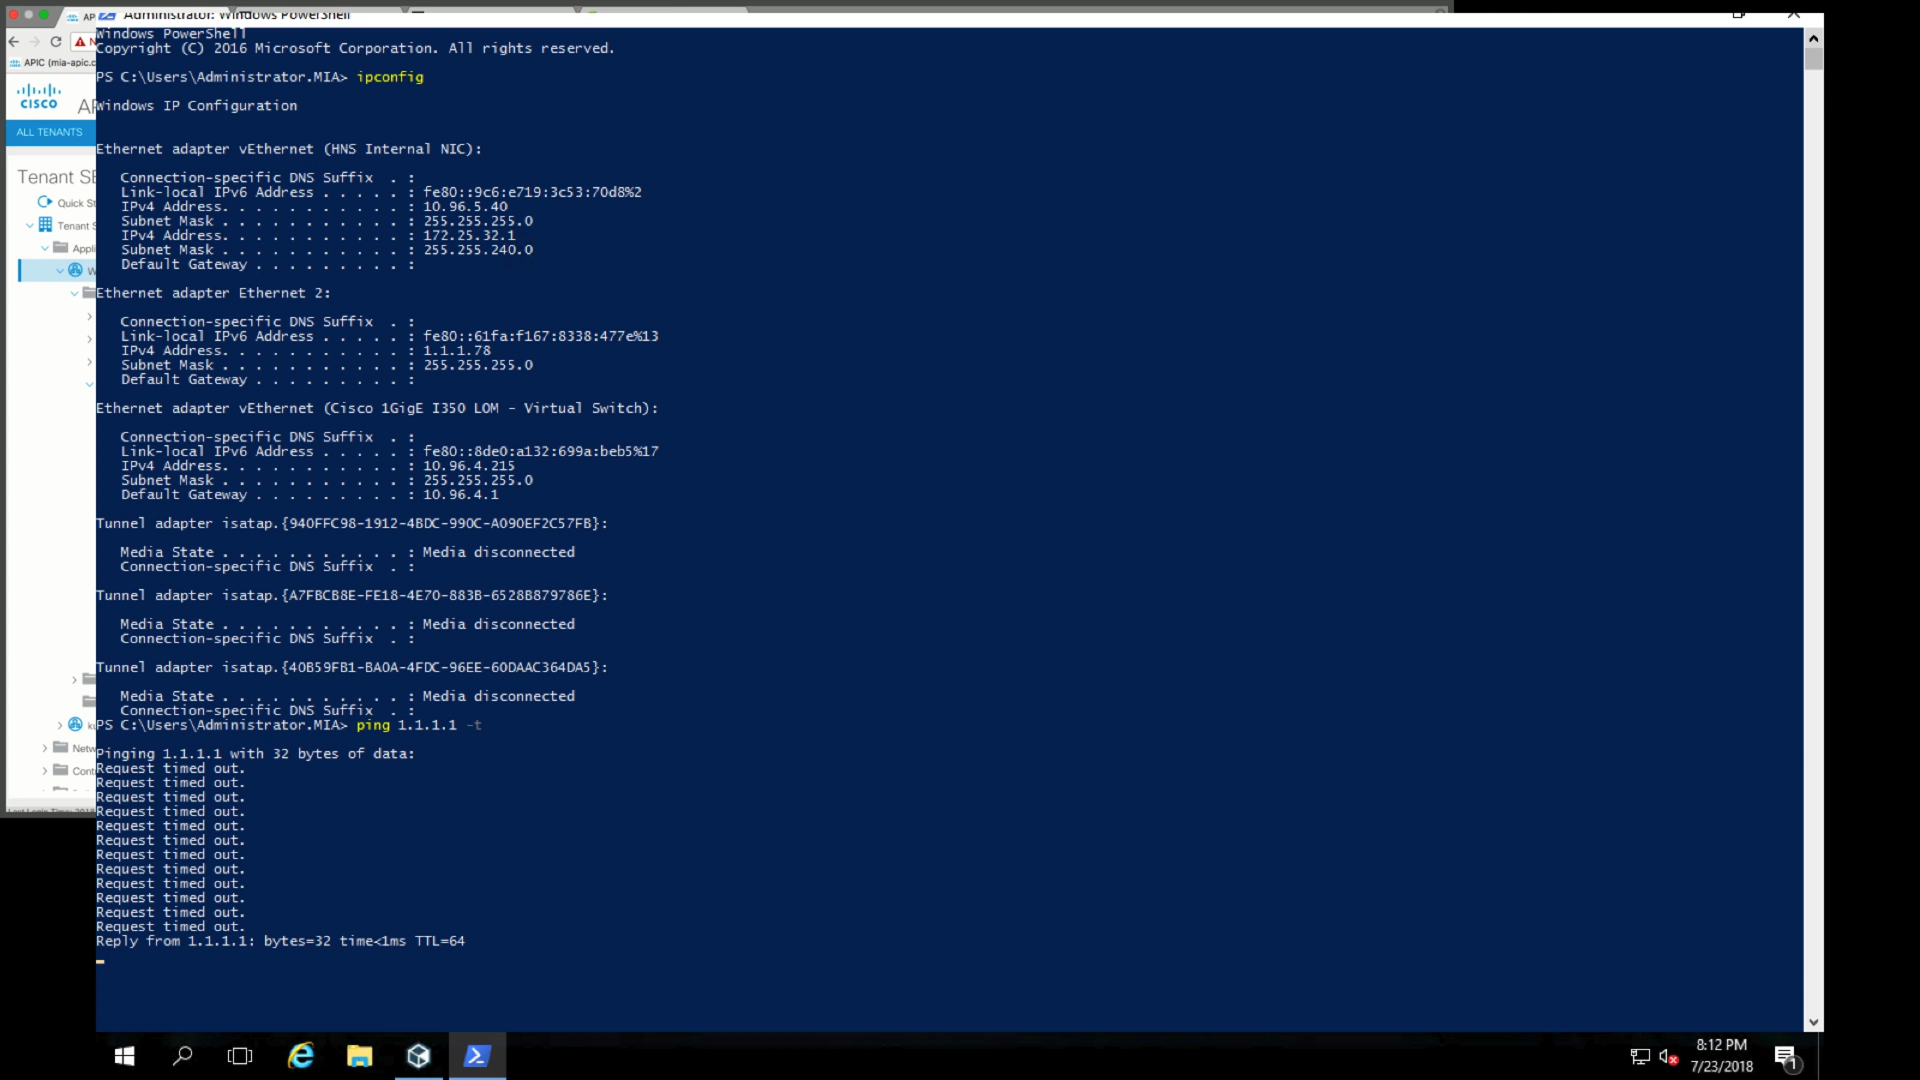 Administrator: Windows PowerShell
Windows PowerShell
Copyright (C) 2016 Microsoft Corporation. All rights reserved.
PS C:\Users\Administrator.MIA> ipconfig
Windows IP Configuration
Ethernet adapter vEthernet (HNS Internal NIC):
Connection-specific DNS Suffix . :
Link-local IPv6 Address . . . . . : fe80::9c6:e719:3c53:70d8%2
IPv4 Address. . . . . . . . . . . : 10.96.5.40
Subnet Mask . . . . . . . . . . . : 255.255.255.0
IPv4 Address. . . . . . . . . . . : 172.25.32.1
Subnet Mask . . . . . . . . . . . : 255.255.240.0
Default Gateway . . . . . . . . . :
Ethernet adapter Ethernet 2:
Connection-specific DNS Suffix . :
Link-local IPv6 Address . . . . . : fe80::61fa:f167:8338:477e%13
IPv4 Address. . . . . . . . . . . : 1.1.1.78
Subnet Mask . . . . . . . . . . . : 255.255.255.0
Default Gateway . . . . . . . . . :
Ethernet adapter vEthernet (Cisco 1GigE I350 LOM - Virtual Switch):
Connection-specific DNS Suffix . :
Link-local IPv6 Address . . . . . : fe80::8de0:a132:699a:beb5%17
IPv4 Address. . . . . . . . . . . : 10.96.4.215
Subnet Mask . . . . . . . . . . . : 255.255.255.0
Default Gateway . . . . . . . . . : 10.96.4.1
Tunnel adapter isatap.{940FFC98-1912-4BDC-990C-A090EF2C57FB}:
Media State . . . . . . . . . . . : Media disconnected
Connection-specific DNS Suffix . :
Tunnel adapter isatap.{A7FBCB8E-FE18-4E70-883B-6528B879786E}:
Media State . . . . . . . . . . . : Media disconnected
Connection-specific DNS Suffix . :
Tunnel adapter isatap.{40B59FB1-BA0A-4FDC-96EE-60DAAC364DA5}:
Media State . . . . . . . . . . . : Media disconnected
Connection-specific DNS Suffix . :
PS C:\Users\Administrator.MIA> ping 1.1.1.1 -t
Pinging 1.1.1.1 with 32 bytes of data:
Request timed out.
Request timed out.
Request timed out.
Request timed out.
Request timed out.
Request timed out.
Request timed out.
Request timed out.
Request timed out.
Request timed out.
Request timed out.
Request timed out.
Reply from 1.1.1.1: bytes=32 time<1ms TTL=64
AP
N
APIC (mia-apic.c
CISCO
AP
ALL TENANTS
Tenant SE
Quick St
Tenant S
Appli
W
Netw
Cont
8:12 PM
7/23/2018
1